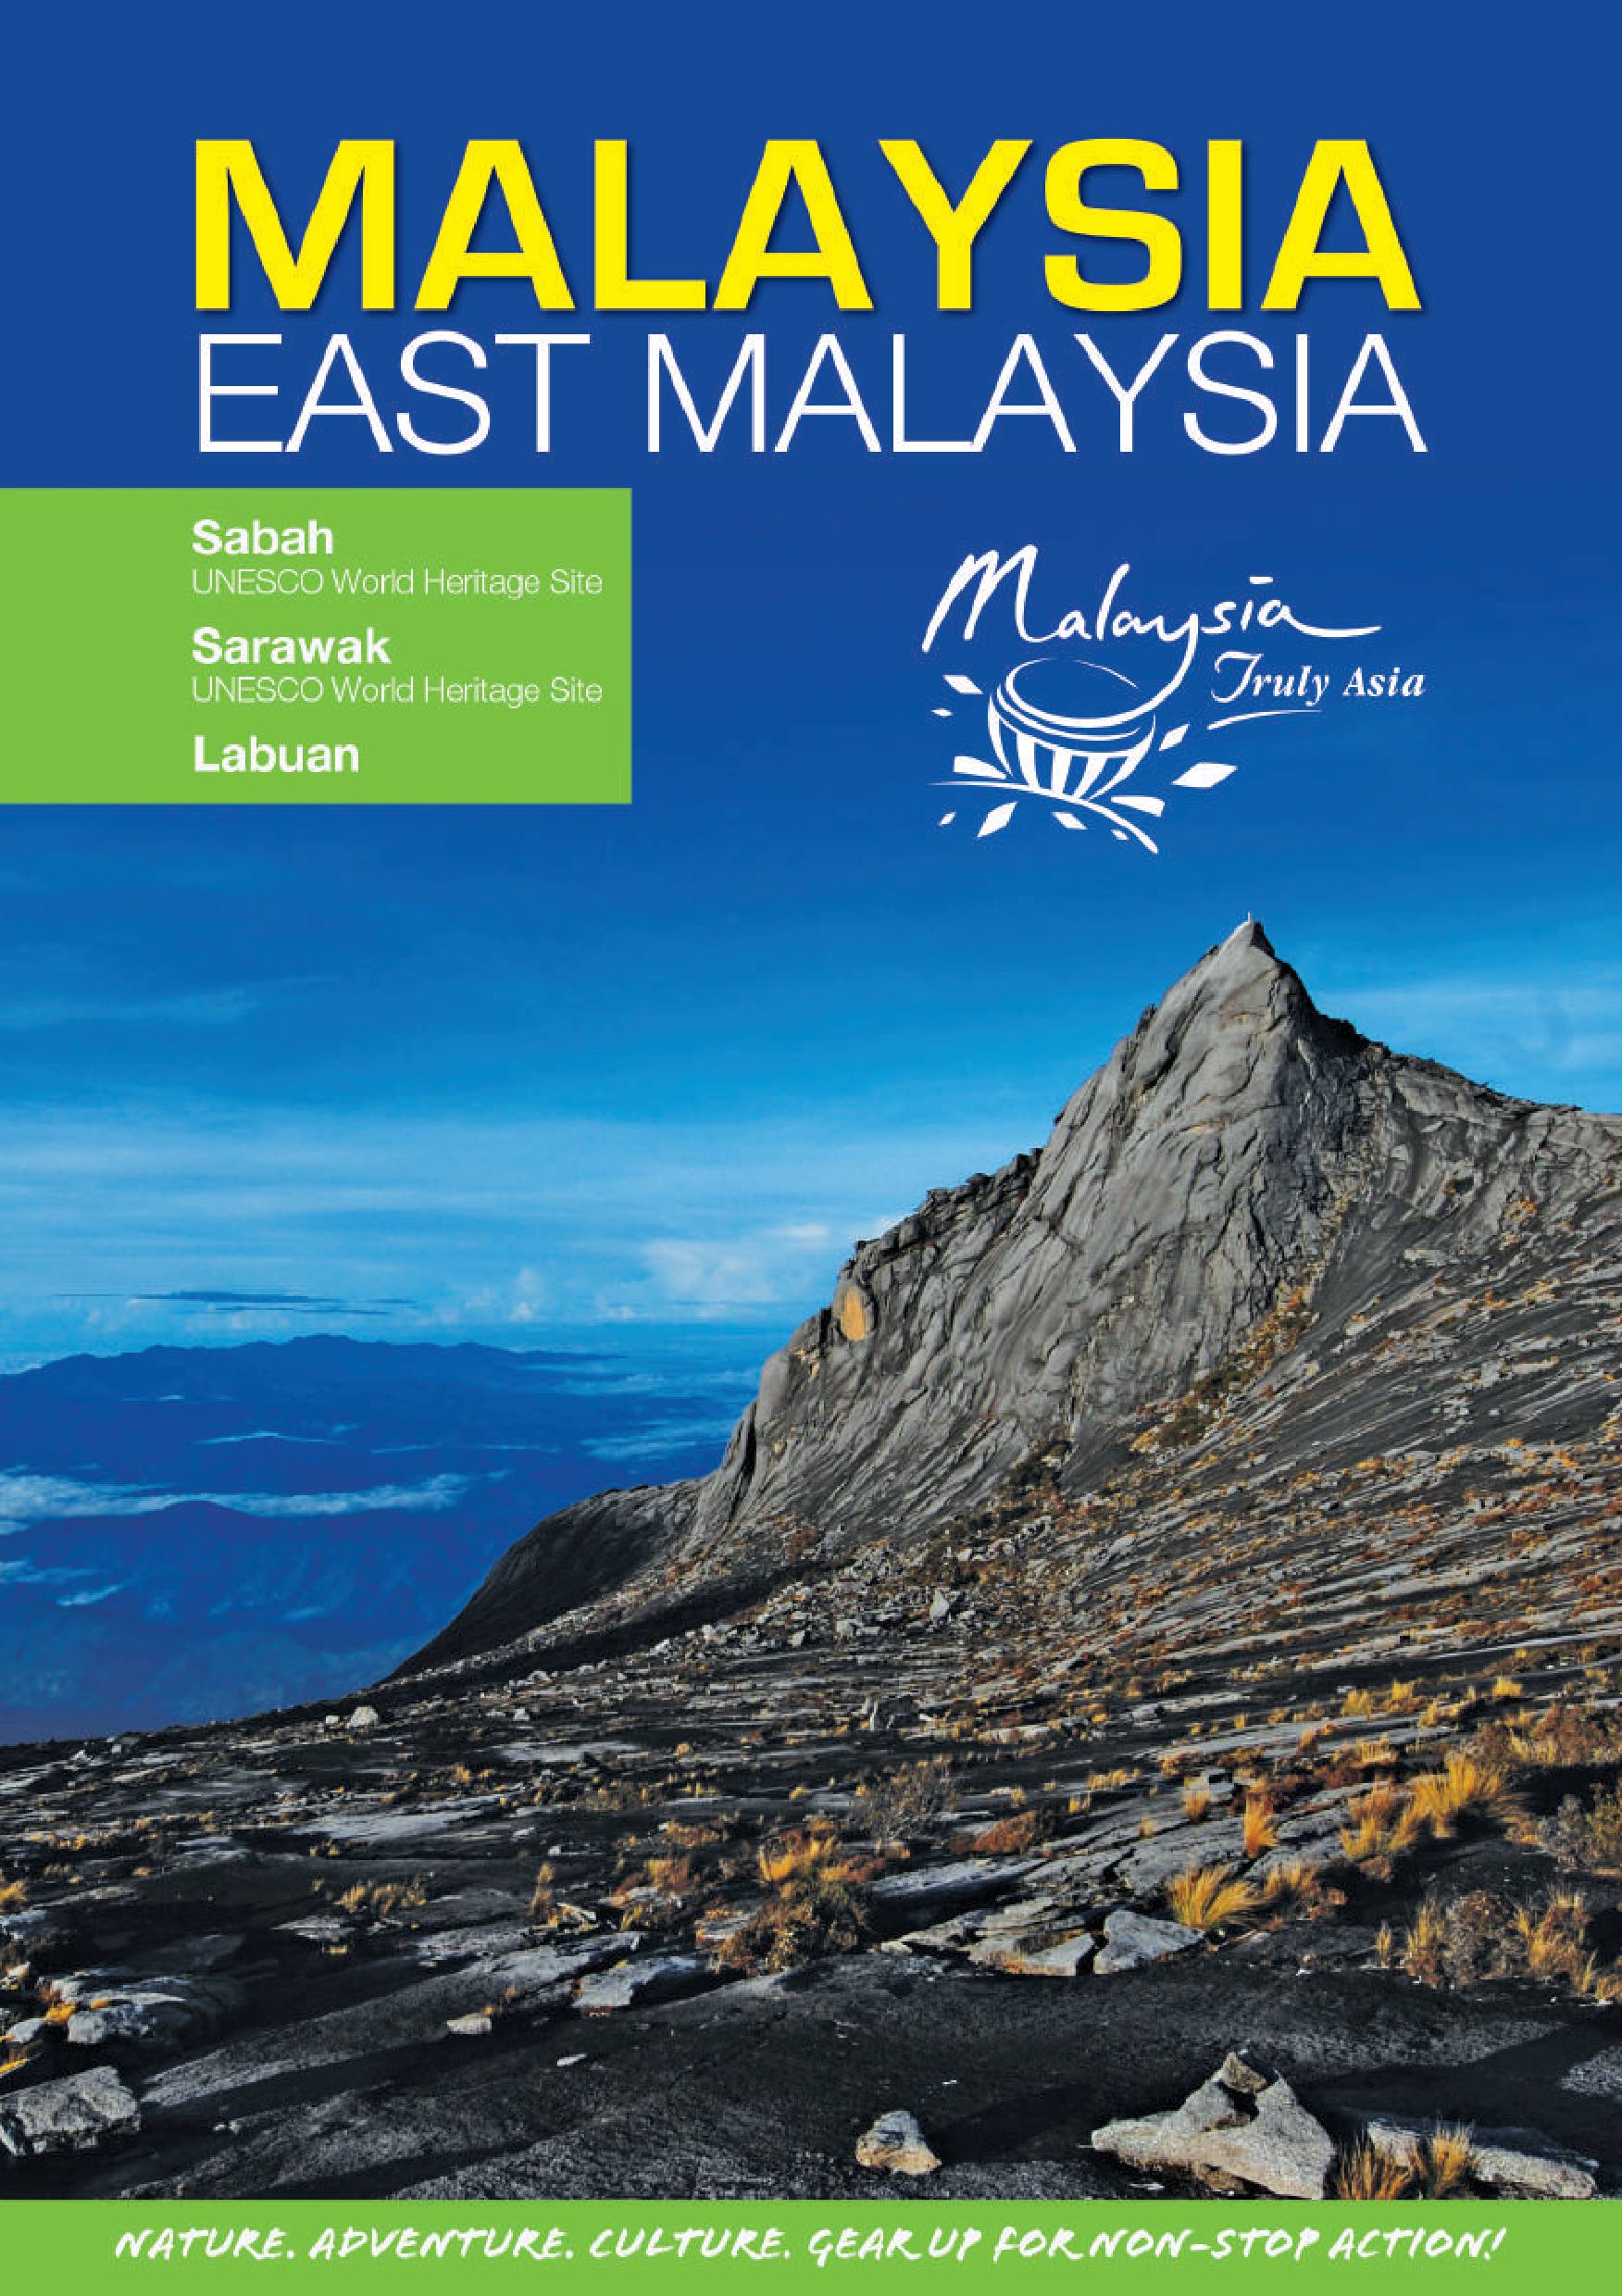 MALAYSIA
EAST MALAYSIA
Sabah
UNESCO World Heritage Site
Sarawak
UNESCO World Heritage Site
Labuan
Malaysia
Truly Asia
NATURE. ADVENTURE. CULTURE. GEAR UP FOR NON-STOP ACTION!